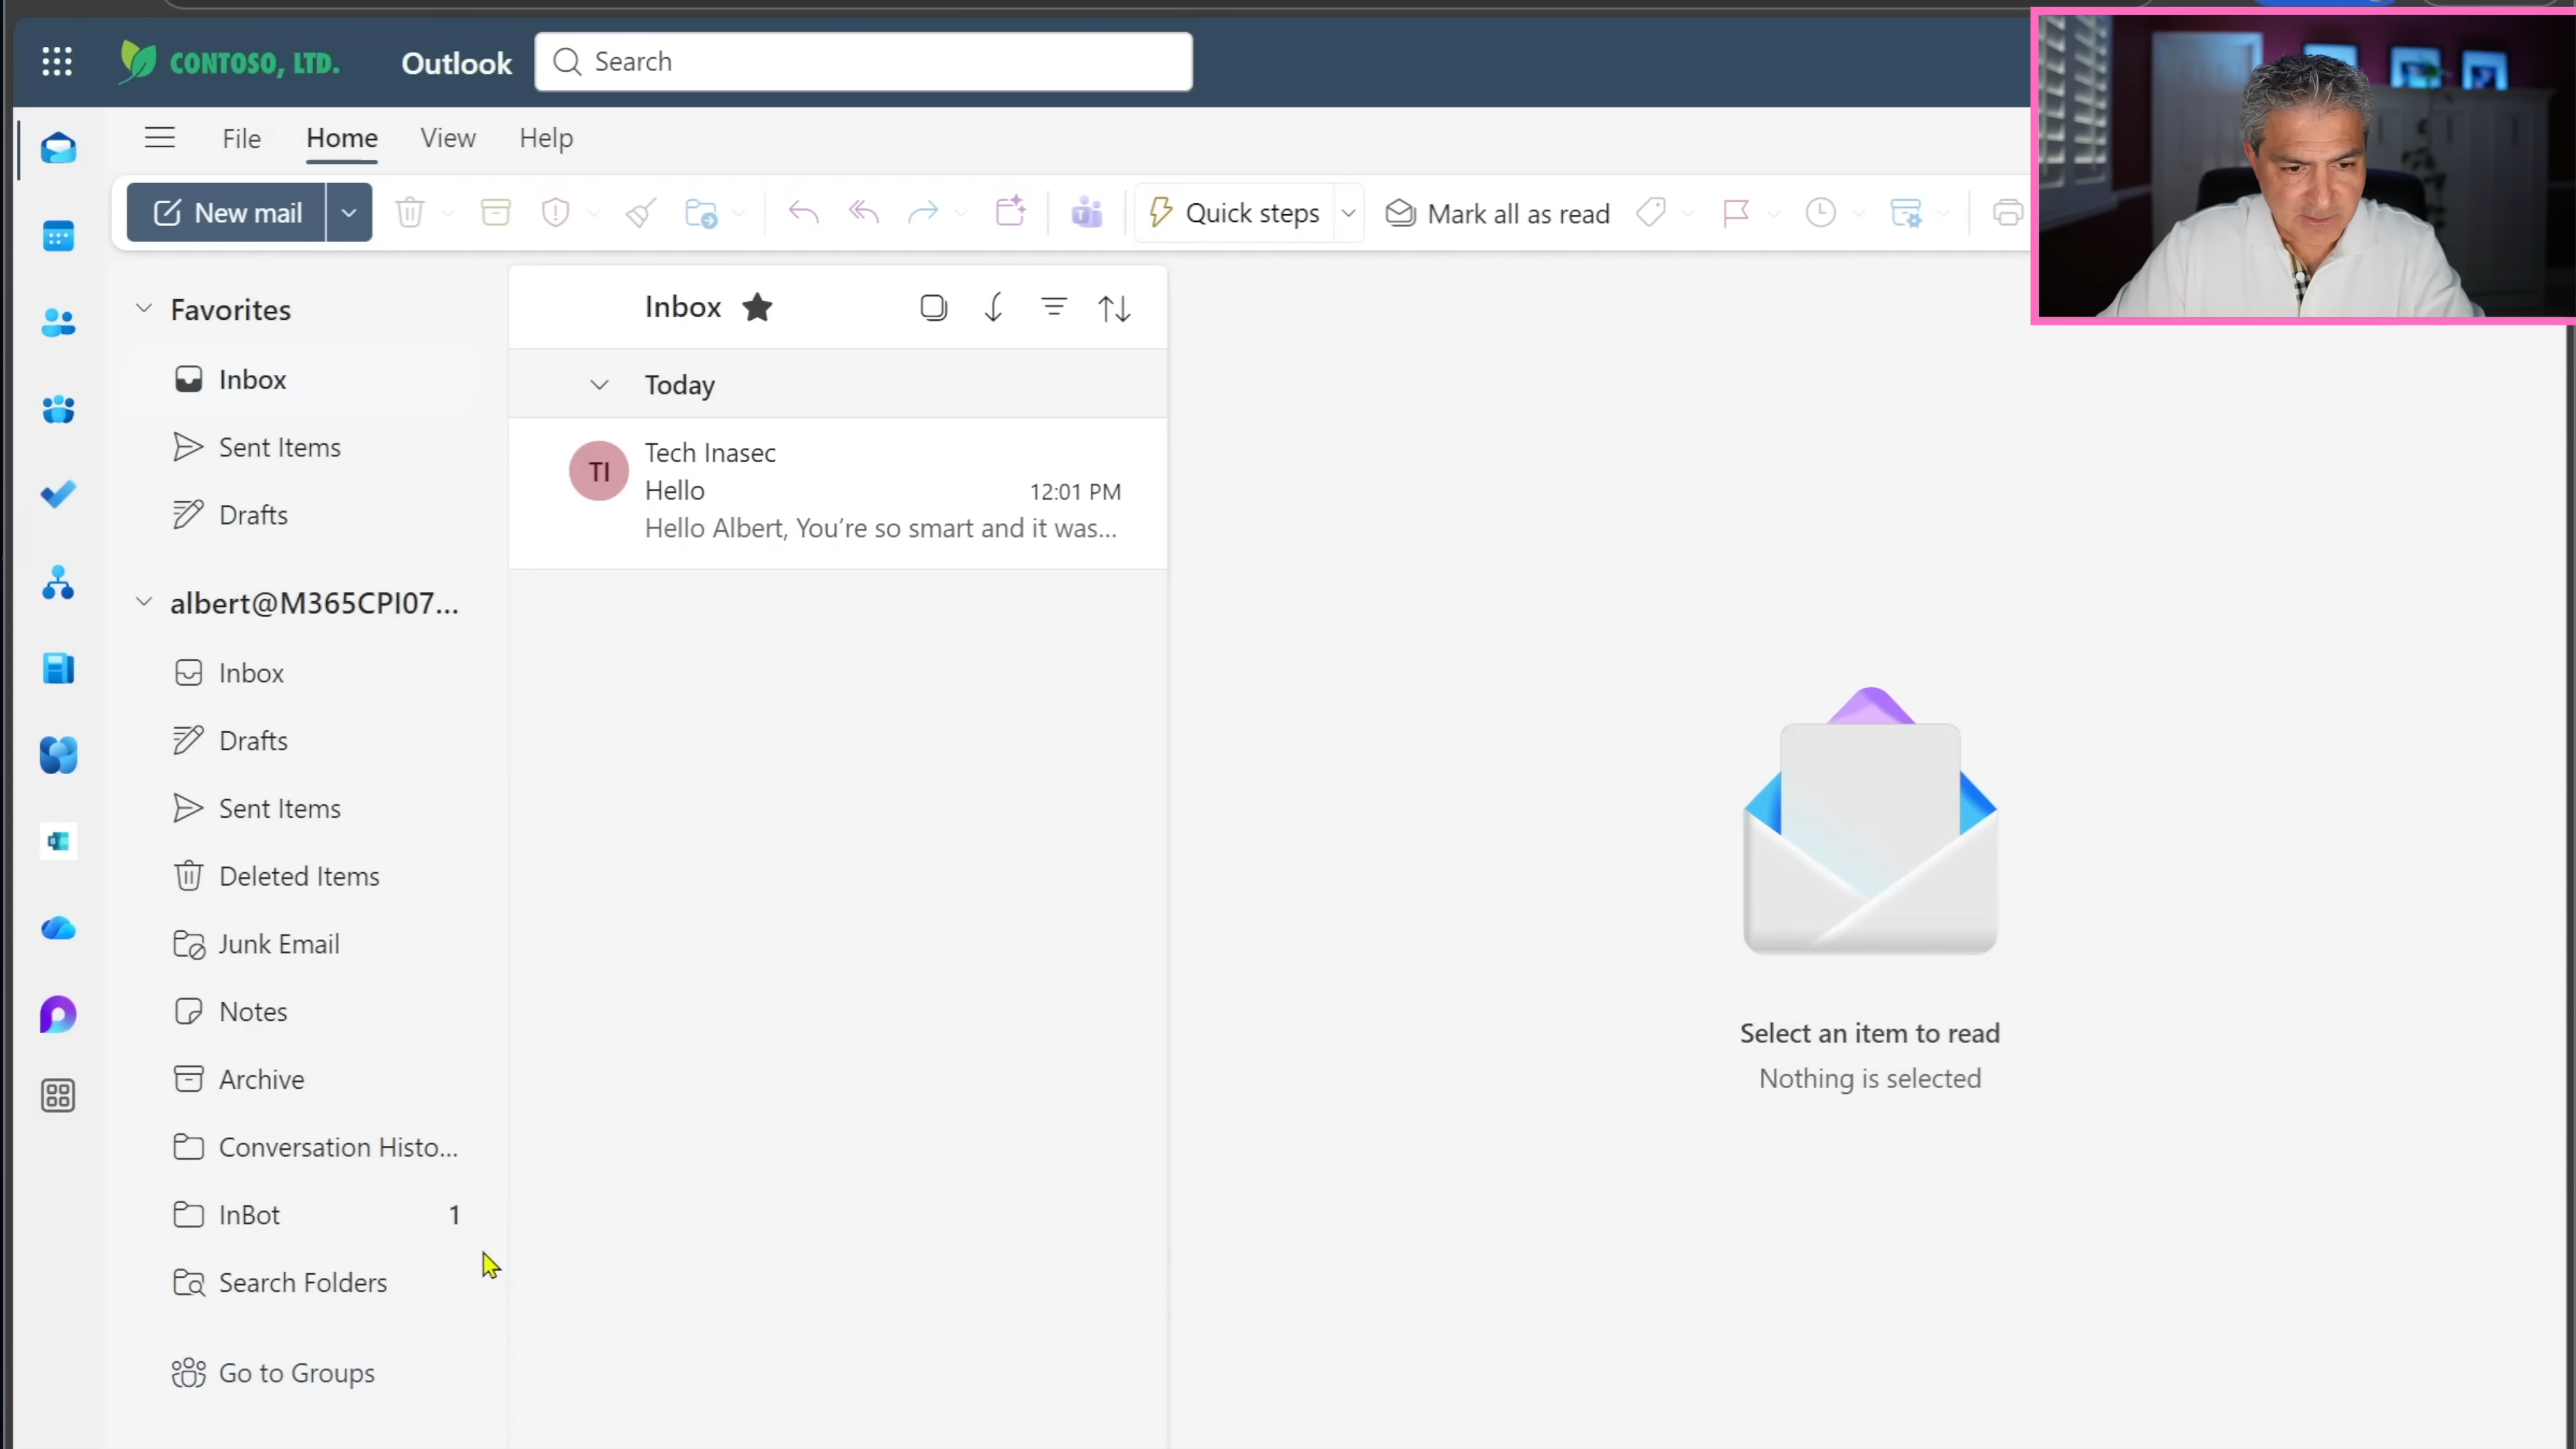 CONTOSO, LTD.
Outlook
Search
File
Home
View
Help
New mail
Quick steps
Mark all as read
Favorites
Inbox
Sent Items
Drafts
albert@M365CPI07...
Inbox
Drafts
Sent Items
Deleted Items
Junk Email
Notes
Archive
Conversation Histo...
InBot 1
Search Folders
Go to Groups
Inbox
Today
TI
Tech Inasec
Hello 12:01 PM
Hello Albert, You’re so smart and it was...
Select an item to read
Nothing is selected